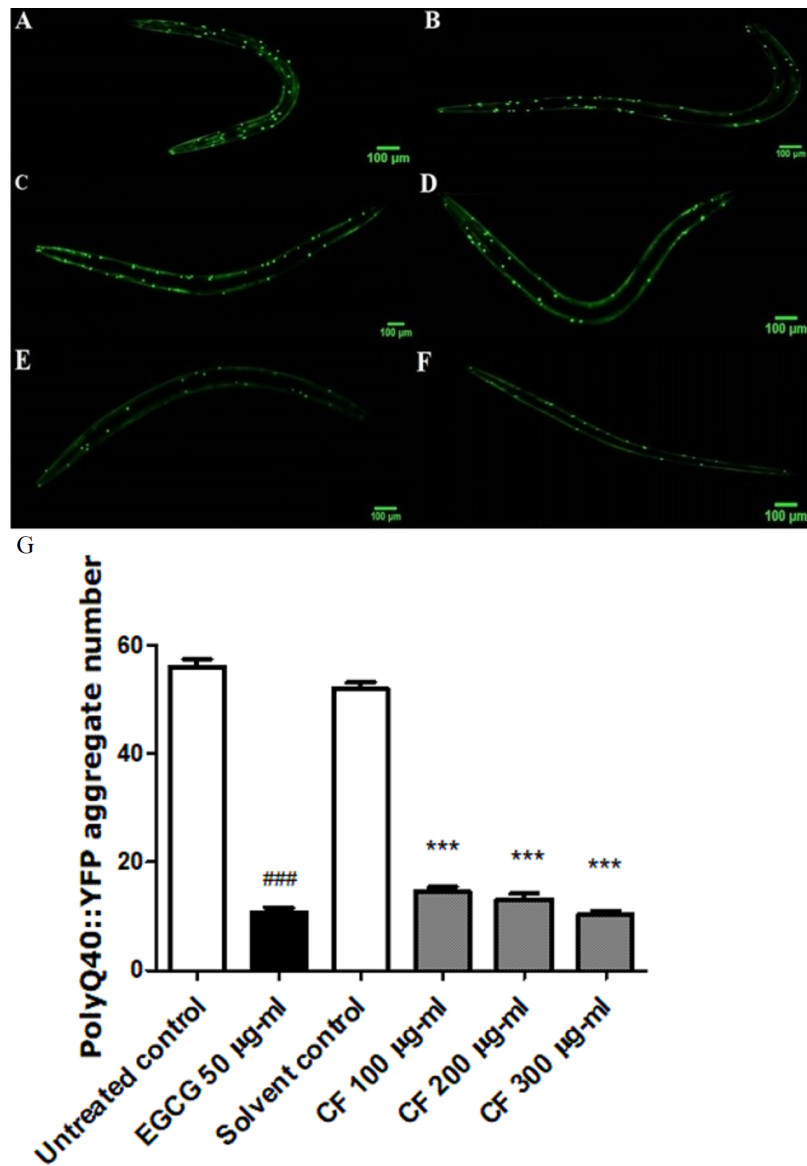 A
B
100 µm
100 µm
C
D
100 µm
100 µm
E
F
100 µm
100 µm
G
PolyQ40::YFP aggregate number
60
40
20
0
###
***
***
***
Untreated control
EGCG 50 µg-ml
Solvent control
CF 100 µg-ml
CF 200 µg-ml
CF 300 µg-ml